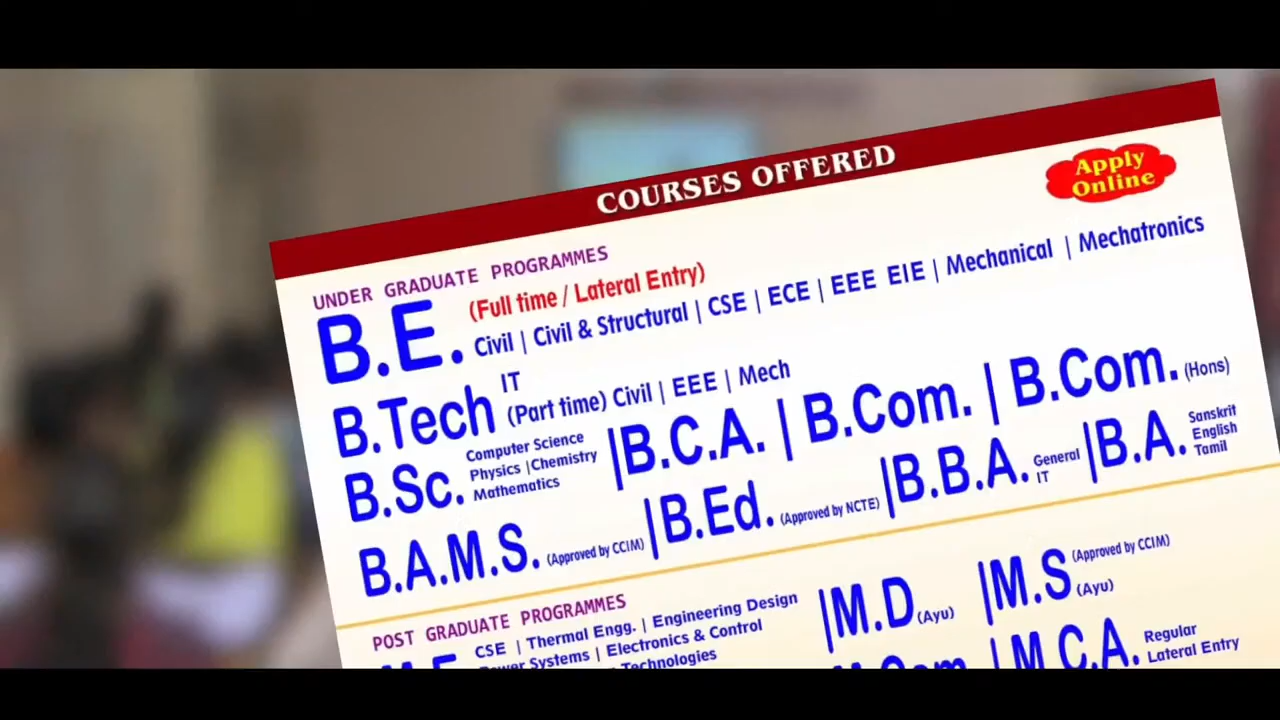 COURSES OFFERED
Apply
Online
UNDER GRADUATE PROGRAMMES
B.E. (Full time / Lateral Entry)
Civil | Civil & Structural | CSE | ECE | EEE EIE | Mechanical | Mechatronics
B.Tech IT
(Part time) Civil | EEE | Mech
B.Sc. Computer Science
Physics |Chemistry
Mathematics
|B.C.A. | B.Com. | B.Com. (Hons)
B.A.M.S. (Approved by CCIM) |B.Ed. (Approved by NCTE) |B.B.A. General
IT
|B.A. Sanskrit
English
Tamil
POST GRADUATE PROGRAMMES
CSE | Thermal Engg. | Engineering Design
Systems | Electronics & Control
Technologies
|M.D (Ayu) |M.S (Approved by CCIM)
(Ayu)
M.Com | M.C.A. Regular
Lateral Entry